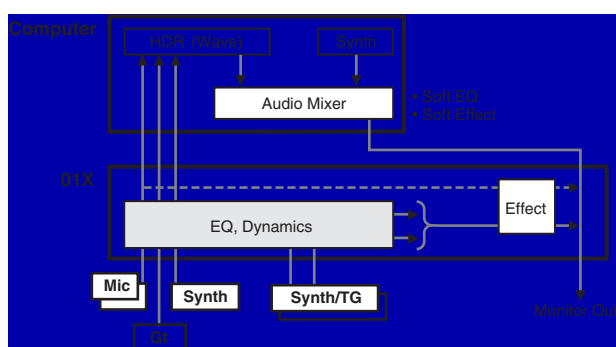 Computer
HDR (Wave)
Synth
Audio Mixer
• Soft EQ
• Soft Effect
01X
EQ, Dynamics
Effect
Mic
Synth
Synth/TG
Monitor Out
Gt